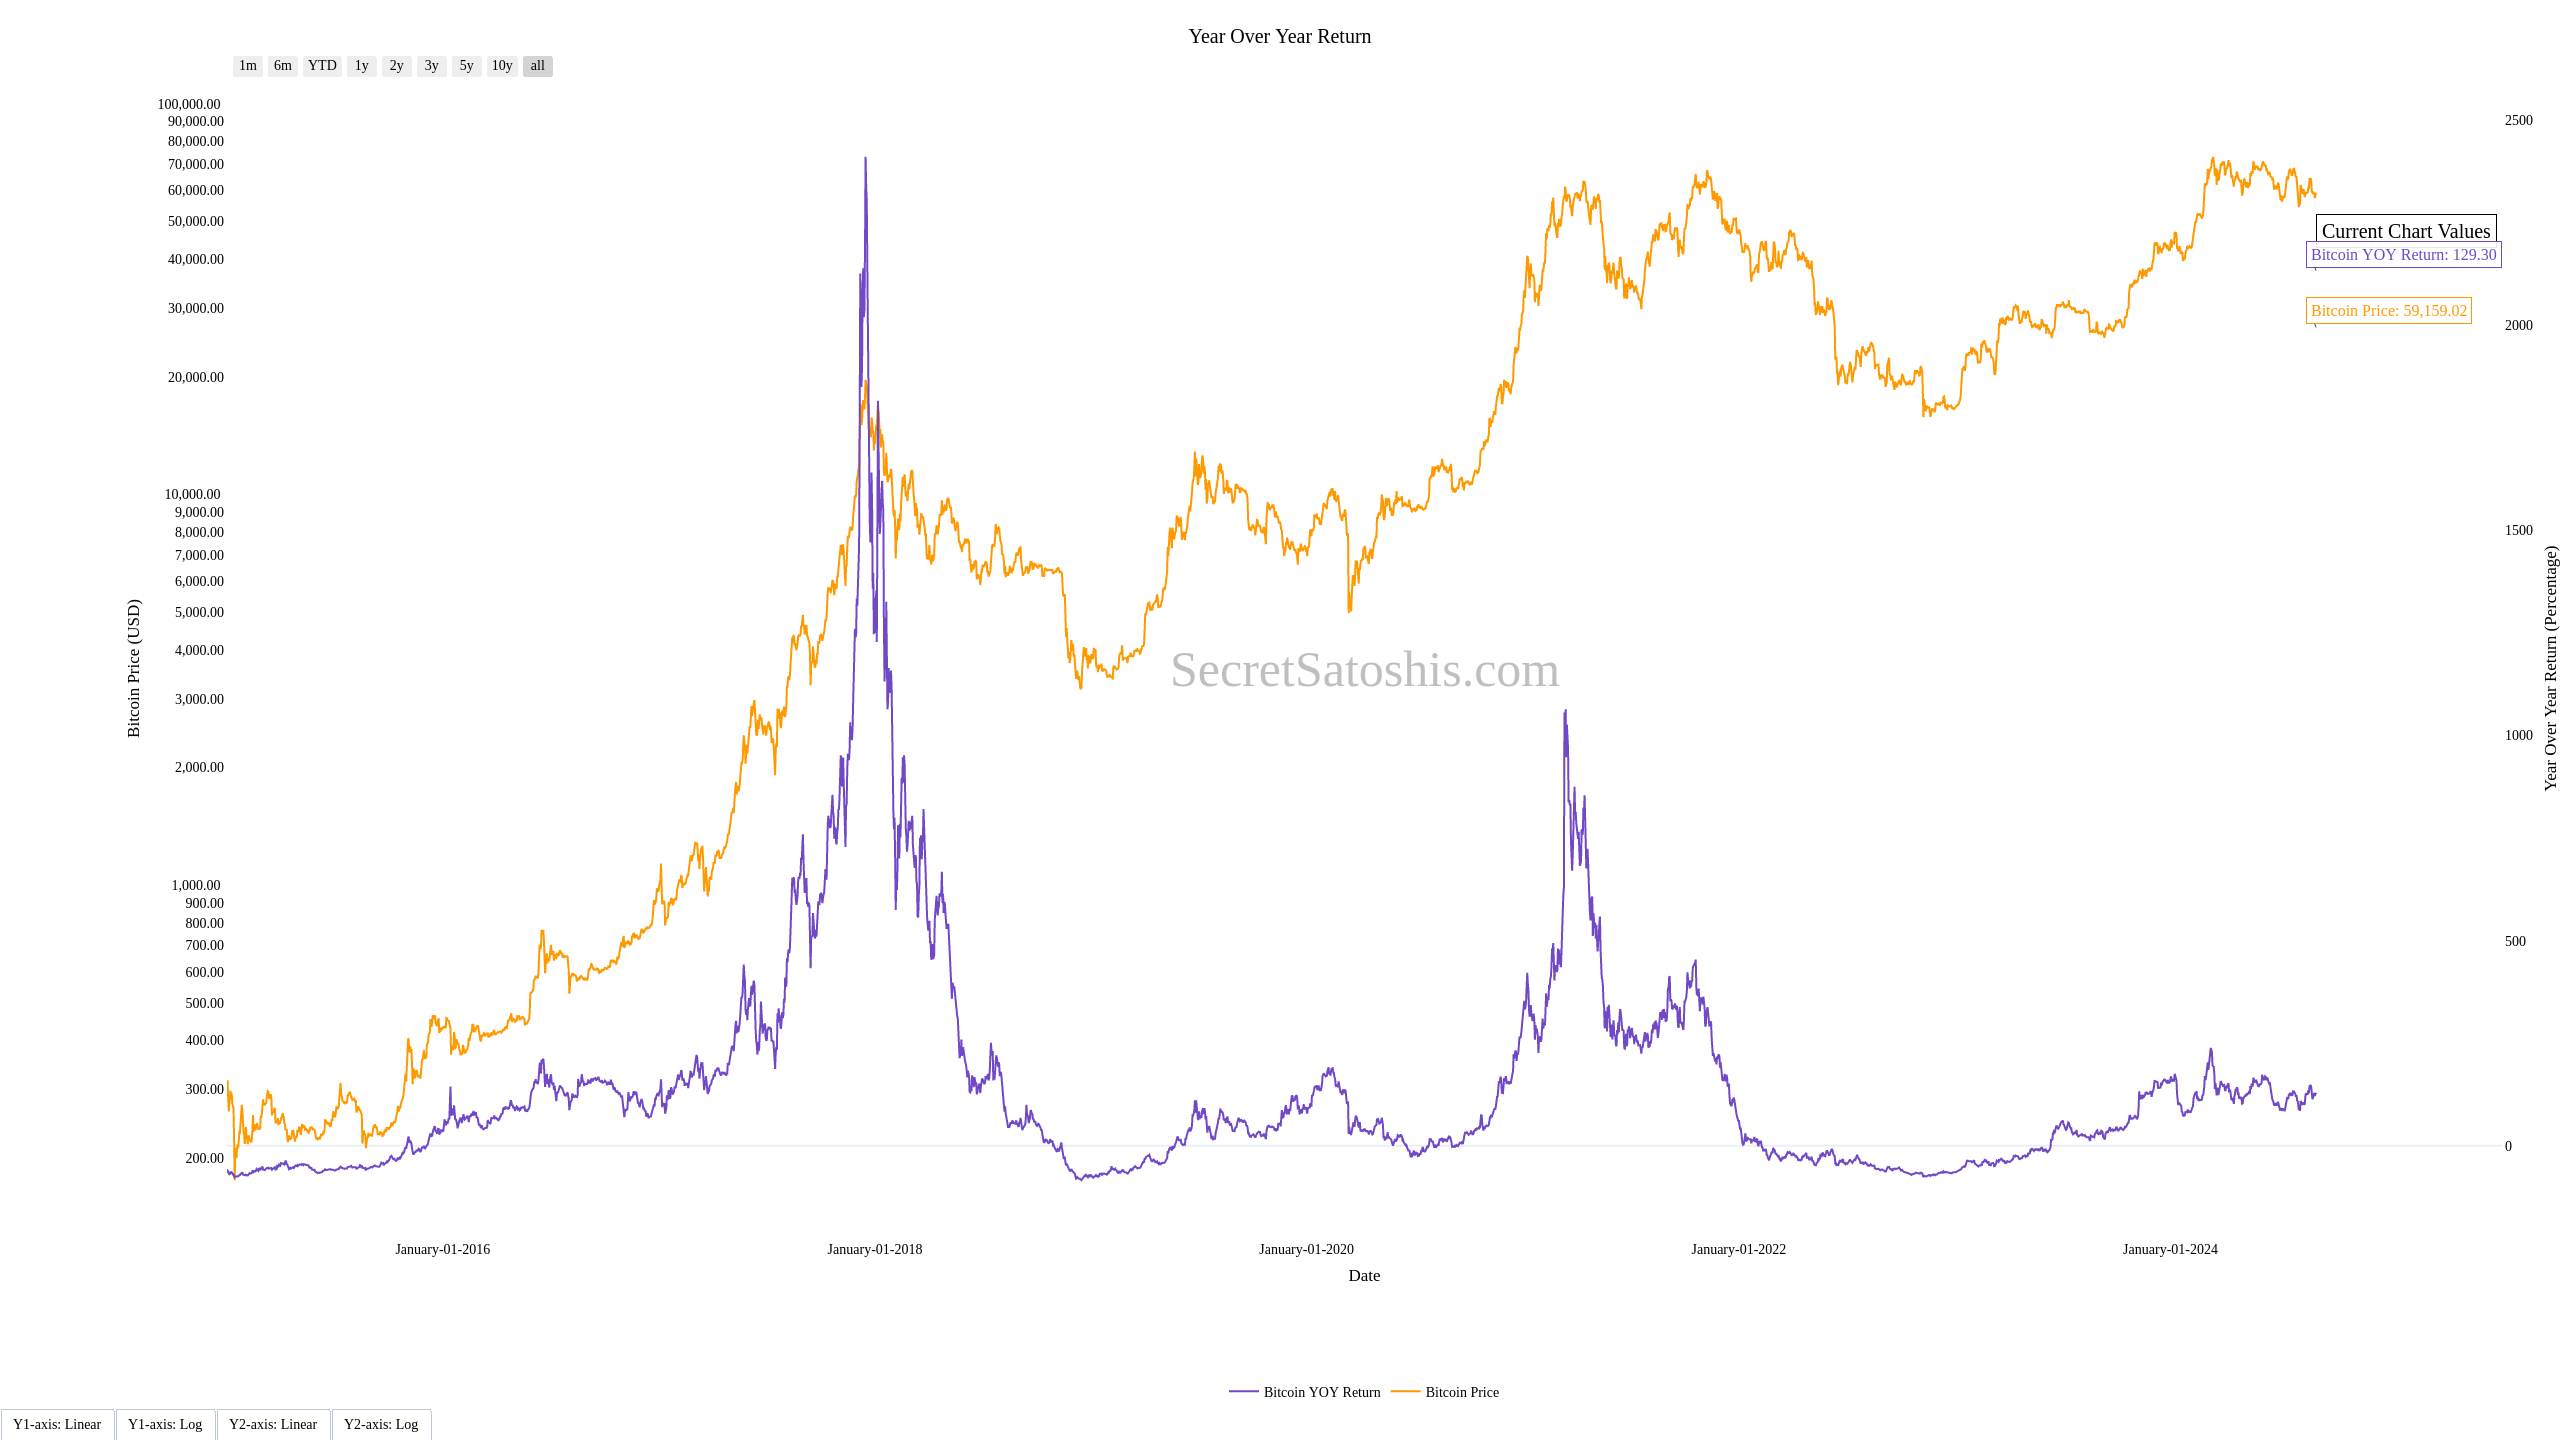 Year Over Year Return
1m 6m YTD 1y 2y 3y 5y 10y all
100,000.00
90,000.00
80,000.00
70,000.00
60,000.00
50,000.00
40,000.00
30,000.00
20,000.00
10,000.00
9,000.00
8,000.00
7,000.00
6,000.00
5,000.00
4,000.00
3,000.00
2,000.00
1,000.00
900.00
800.00
700.00
600.00
500.00
400.00
300.00
200.00
Bitcoin Price (USD)
2500
2000
1500
1000
500
0
Year Over Year Return (Percentage)
Current Chart Values
Bitcoin YOY Return: 129.30
Bitcoin Price: 59,159.02
SecretSatoshis.com
January-01-2016 January-01-2018 January-01-2020 January-01-2022 January-01-2024
Date
Bitcoin YOY Return Bitcoin Price
Y1-axis: Linear Y1-axis: Log Y2-axis: Linear Y2-axis: Log